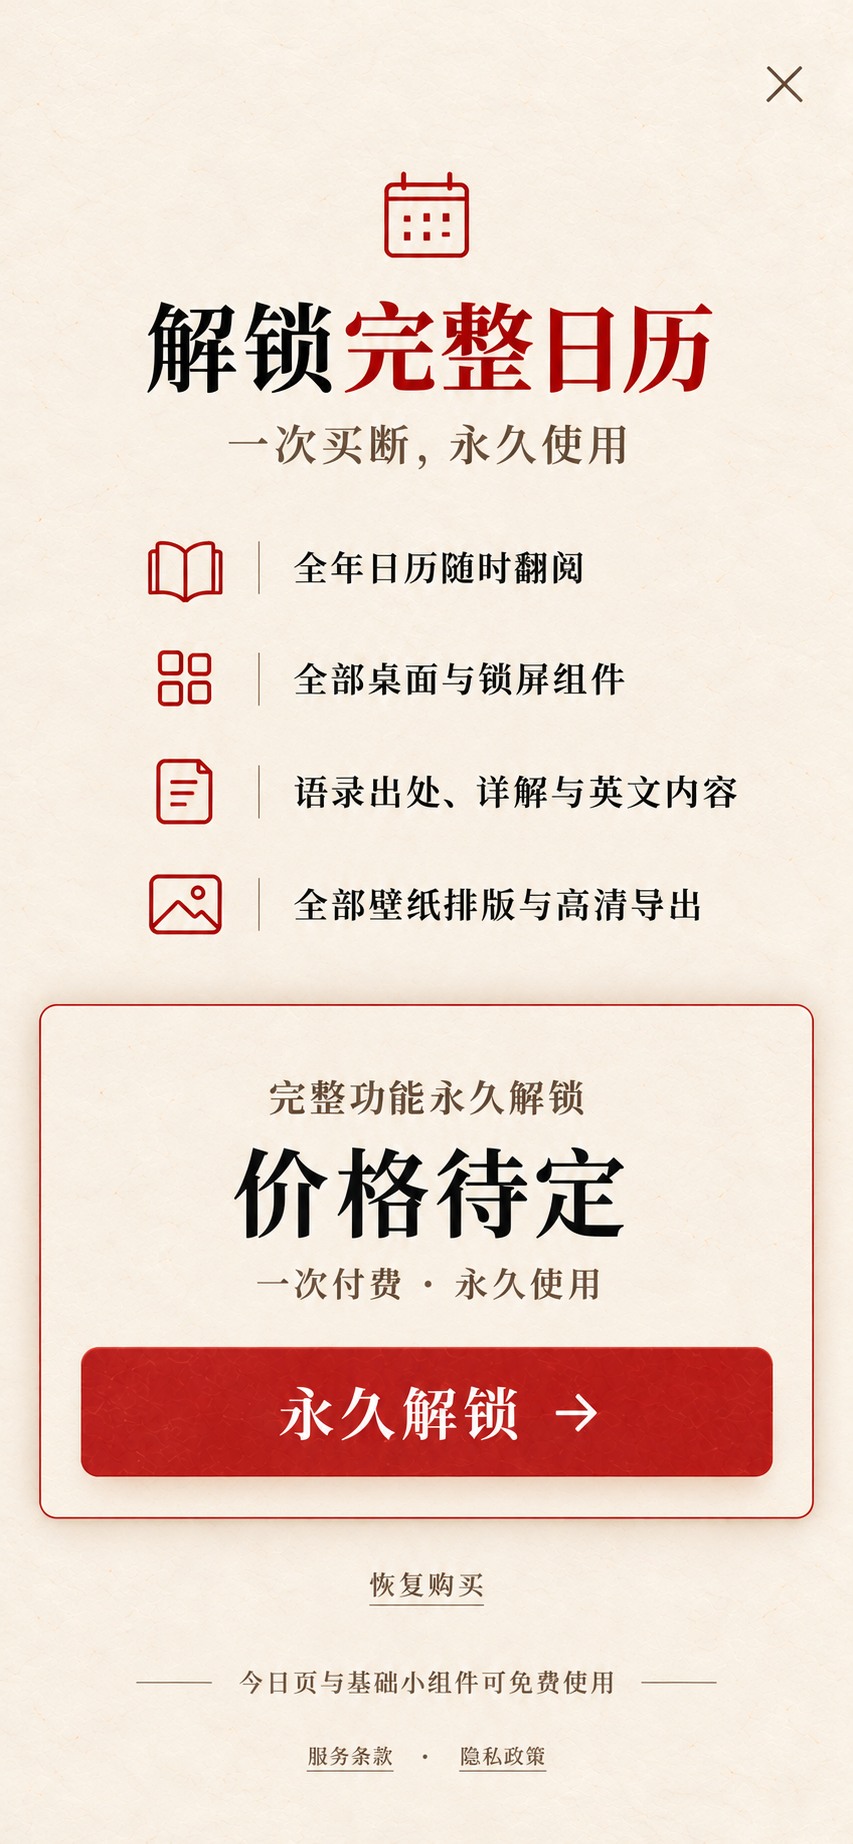 解锁完整日历
一次买断，永久使用
全年日历随时翻阅
全部桌面与锁屏组件
语录出处、详解与英文内容
全部壁纸排版与高清导出
完整功能永久解锁
价格待定
一次付费 · 永久使用
永久解锁 →
恢复购买
今日页与基础小组件可免费使用
服务条款 · 隐私政策